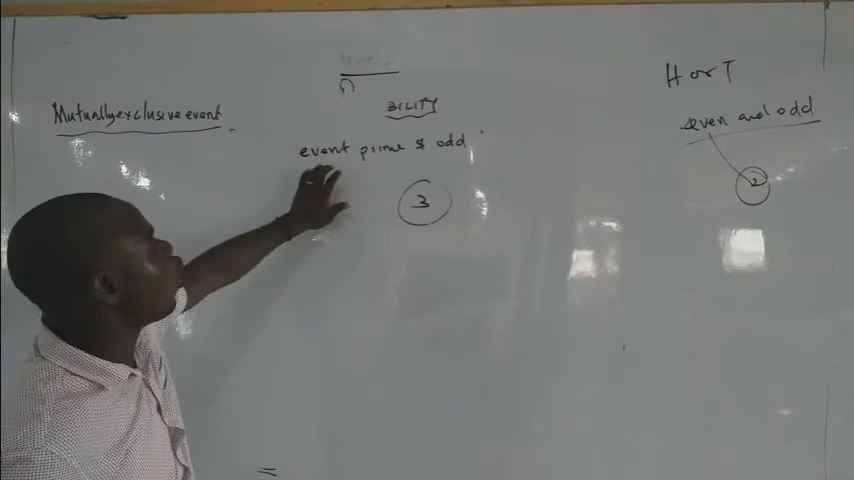 Mutually exclusive event
BILITY
event prime & odd
3
H or T
even and odd
2
=